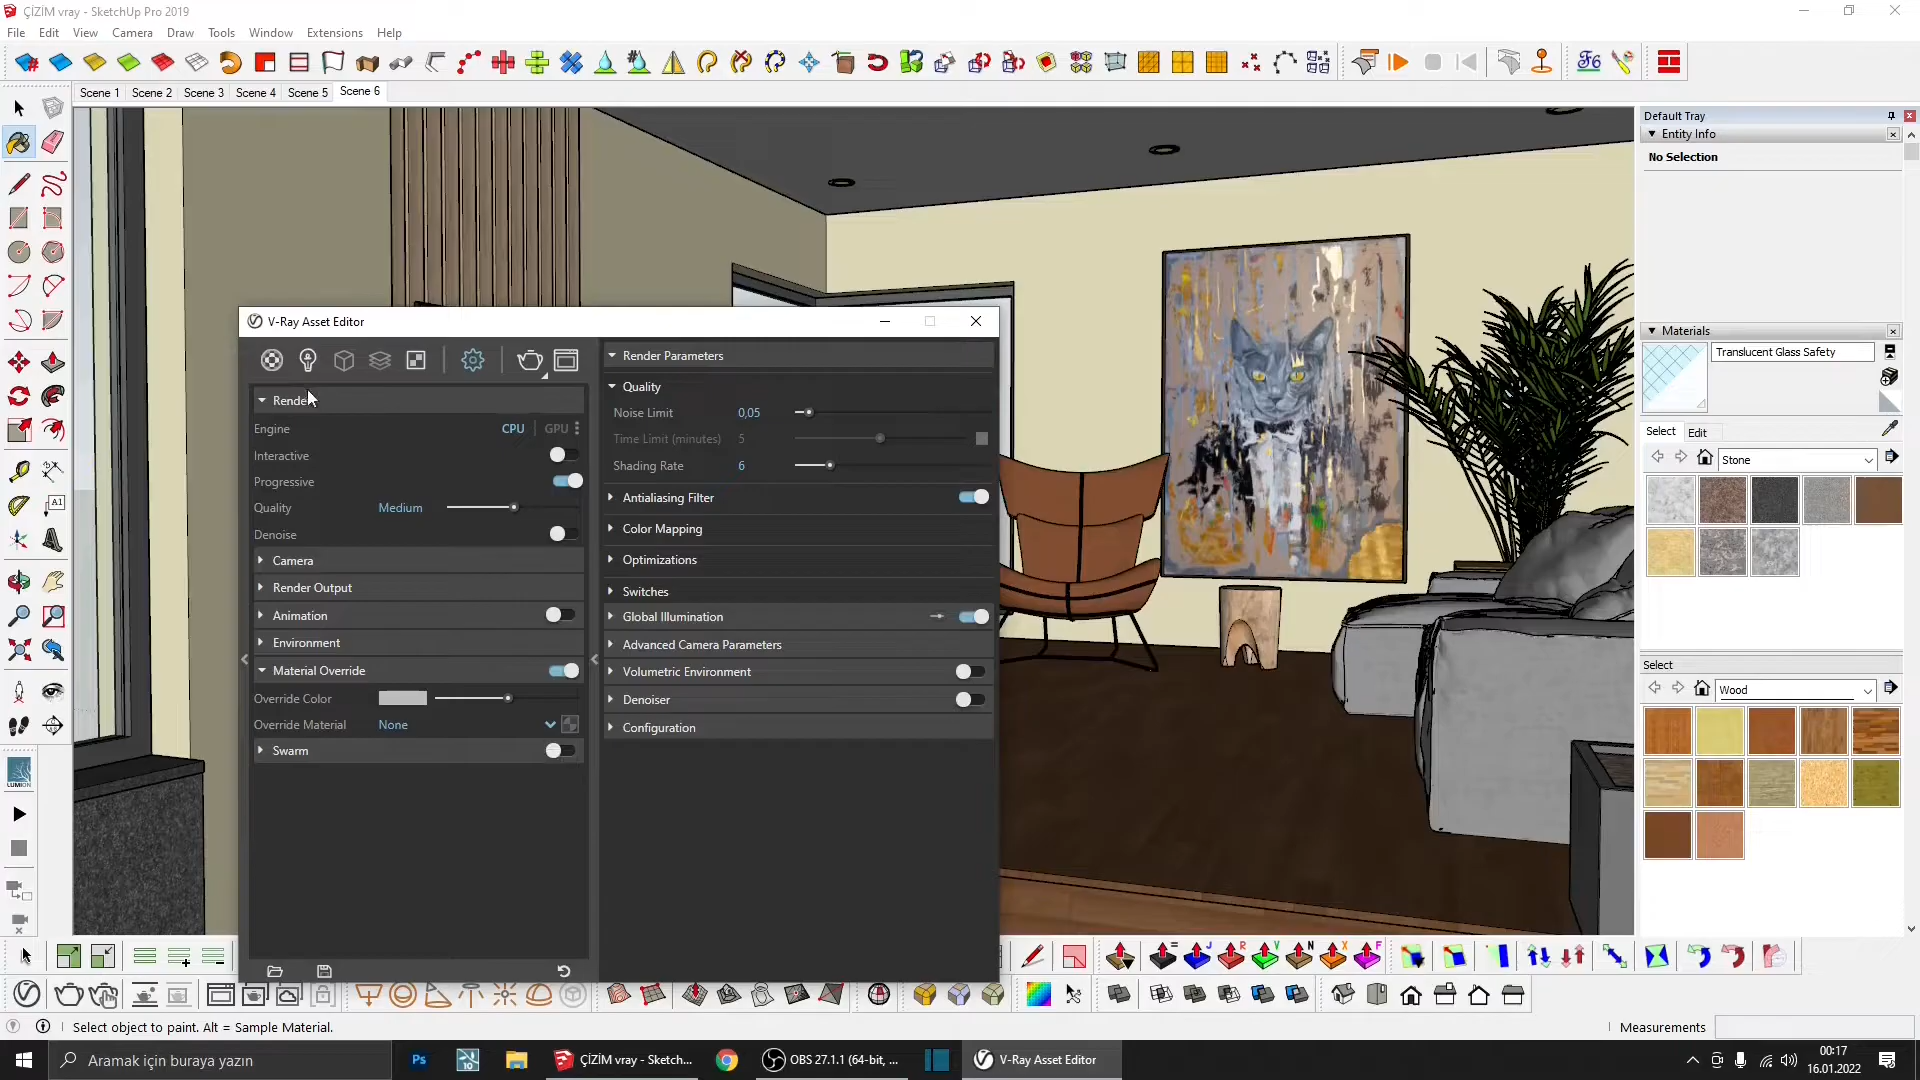 ÇİZİM vray - SketchUp Pro 2019
File Edit View Camera Draw Tools Window Extensions Help
Scene 1 Scene 2 Scene 3 Scene 4 Scene 5 Scene 6
Default Tray
Entity Info
No Selection
Materials
Translucent Glass Safety
Select Edit
Stone
Select
Wood
V-Ray Asset Editor
Render
Engine CPU GPU
Interactive
Progressive
Quality Medium
Denoise
Camera
Render Output
Animation
Environment
Material Override
Override Color
Override Material None
Swarm
Render Parameters
Quality
Noise Limit 0,05
Time Limit (minutes) 5
Shading Rate 6
Antialiasing Filter
Color Mapping
Optimizations
Switches
Global Illumination
Advanced Camera Parameters
Volumetric Environment
Denoiser
Configuration
LUMION
Select object to paint. Alt = Sample Material.
Measurements
Aramak için buraya yazın
Ps
10
ÇİZİM vray - Sketch...
OBS 27.1.1 (64-bit, ...
V-Ray Asset Editor
00:17
16.01.2022